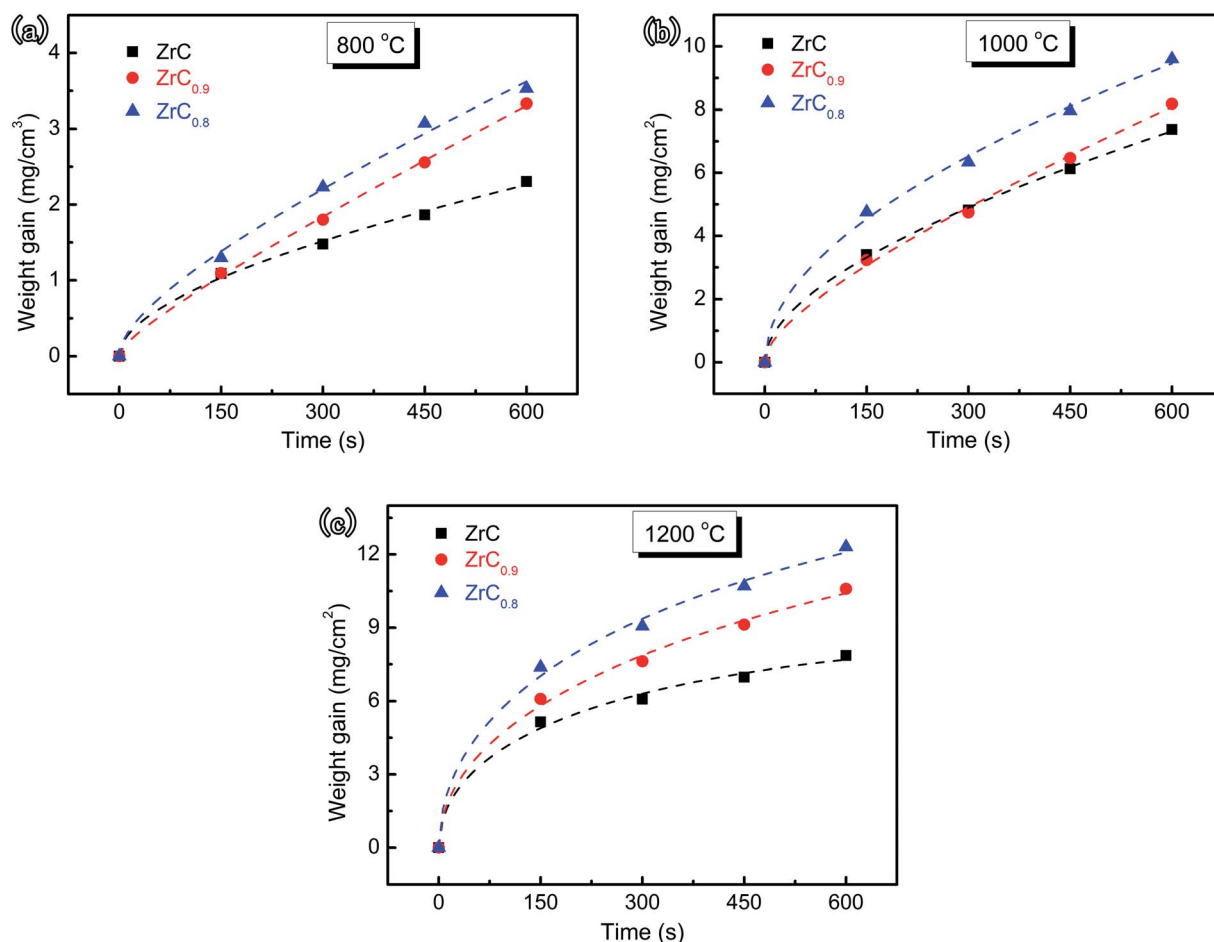 (a)
800 °C
ZrC
ZrC0.9
ZrC0.8
Weight gain (mg/cm3)
4
3
2
1
0
0 150 300 450 600
Time (s)
(b)
1000 °C
ZrC
ZrC0.9
ZrC0.8
Weight gain (mg/cm2)
10
8
6
4
2
0
0 150 300 450 600
Time (s)
(c)
1200 °C
ZrC
ZrC0.9
ZrC0.8
Weight gain (mg/cm2)
12
9
6
3
0
0 150 300 450 600
Time (s)